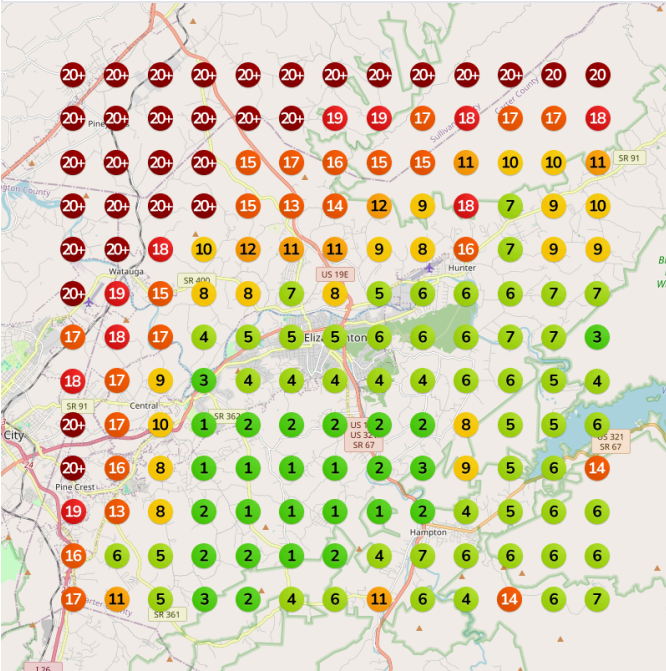 20+ 20+ 20+ 20+ 20+ 20+ 20+ 20+ 20+ 20+ 20+ 20 20
20+ 20+ 20+ 20+ 20+ 20+ 19 19 17 18 17 17 18
Sullivan County
Carter County
20+ 20+ 20+ 20+ 15 17 16 15 15 11 10 10 11 SR 91
20+ 20+ 20+ 20+ 15 13 14 12 9 18 7 9 10
20+ 20+ 18 10 12 11 11 9 8 16 7 9 9
Watauga
SR 400
US 19E
Hunter
20+ 19 15 8 8 7 8 5 6 6 6 7 7
17 18 17 4 5 5 5 6 6 6 7 7 3
18 17 9 3 4 4 4 4 4 6 6 5 4
SR 91
Central
SR 362
20+ 17 10 1 2 2 2 2 2 8 5 5 6
City
SR 67
US 321
SR 67
20+ 16 8 1 1 1 1 2 3 9 5 6 14
24
Pine Crest
19 13 8 2 1 1 1 1 2 4 5 6 6
Hampton
16 6 5 2 2 1 2 4 7 6 6 6 6
17 11 5 3 2 4 6 11 6 4 14 6 7
SR 361
I 26